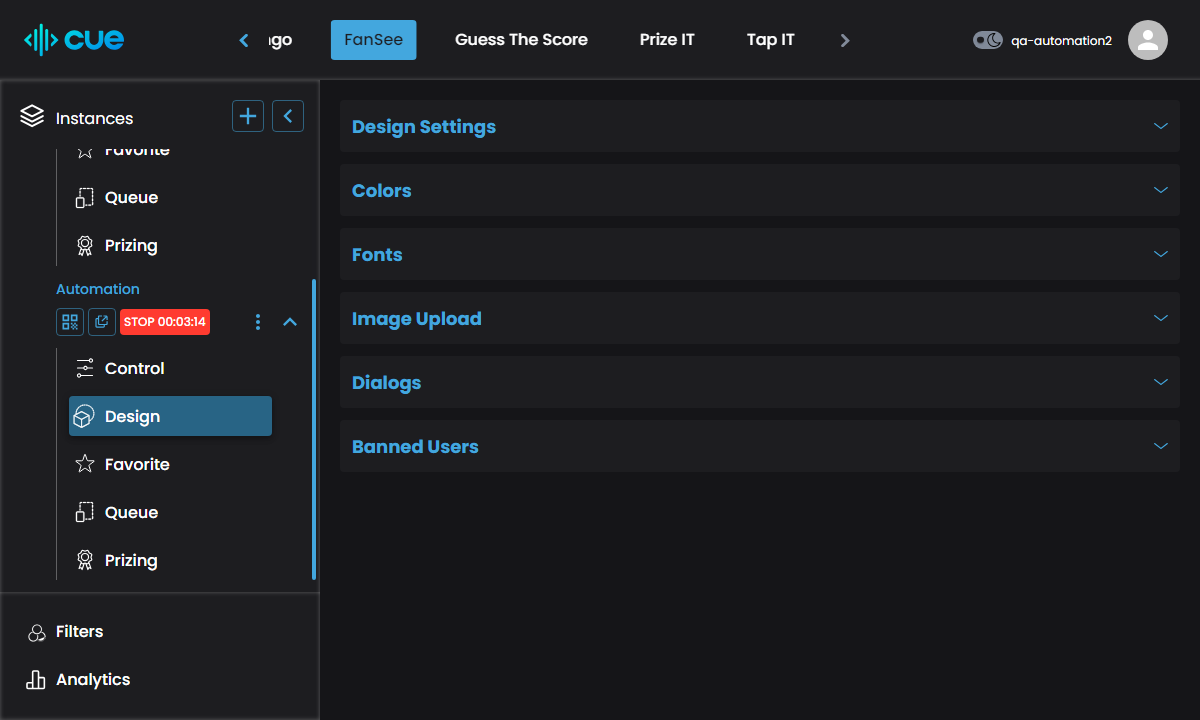 cue
ngo
FanSee
Guess The Score
Prize IT
Tap IT
qa-automation2
Instances
Favorite
Queue
Prizing
Automation
STOP 00:03:14
Control
Design
Favorite
Queue
Prizing
Filters
Analytics
Design Settings
Colors
Fonts
Image Upload
Dialogs
Banned Users